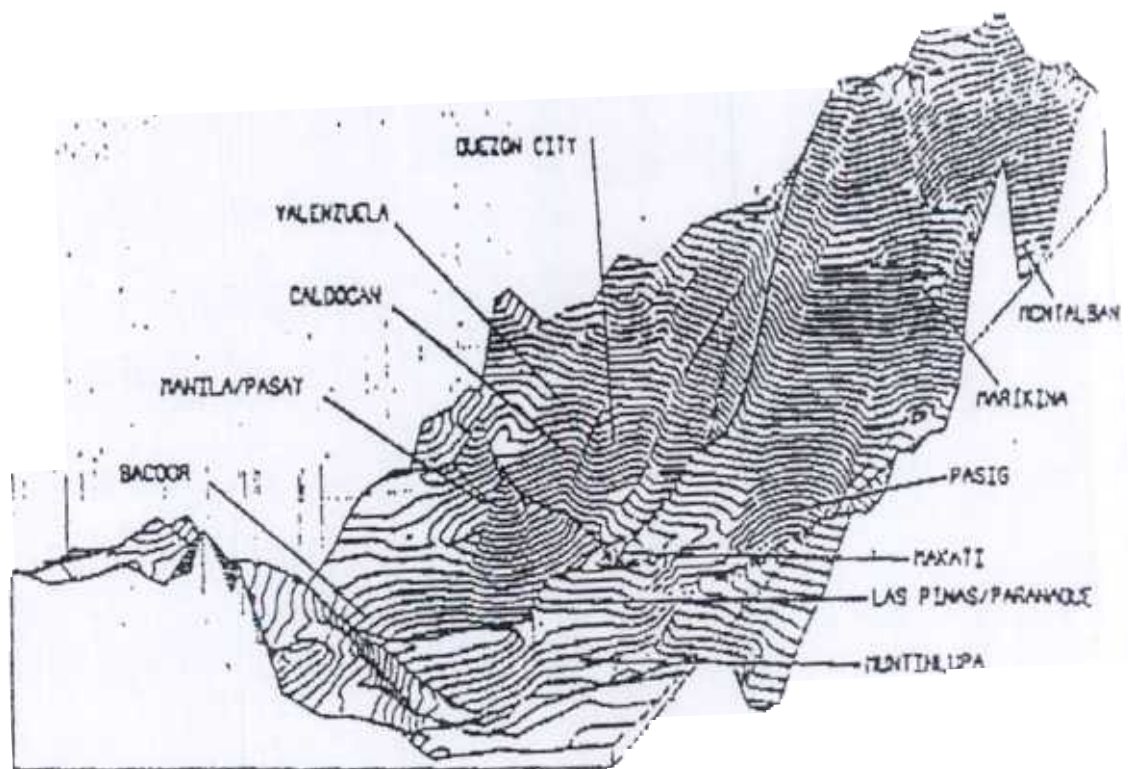 QUEZON CITY
VALENZUELA
CALOOCAN
MANILA/PASAY
BACOOR
MONTALBAN
MARIKINA
PASIG
MAKATI
LAS PINAS/PARANAQUE
MUNTINLUPA